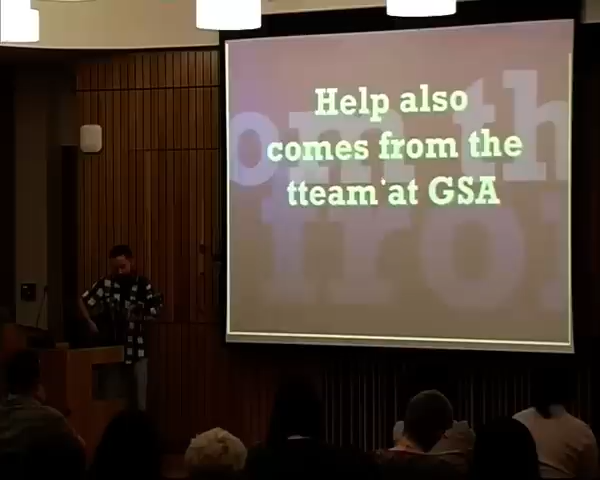 Help also
comes from the
tteam at GSA